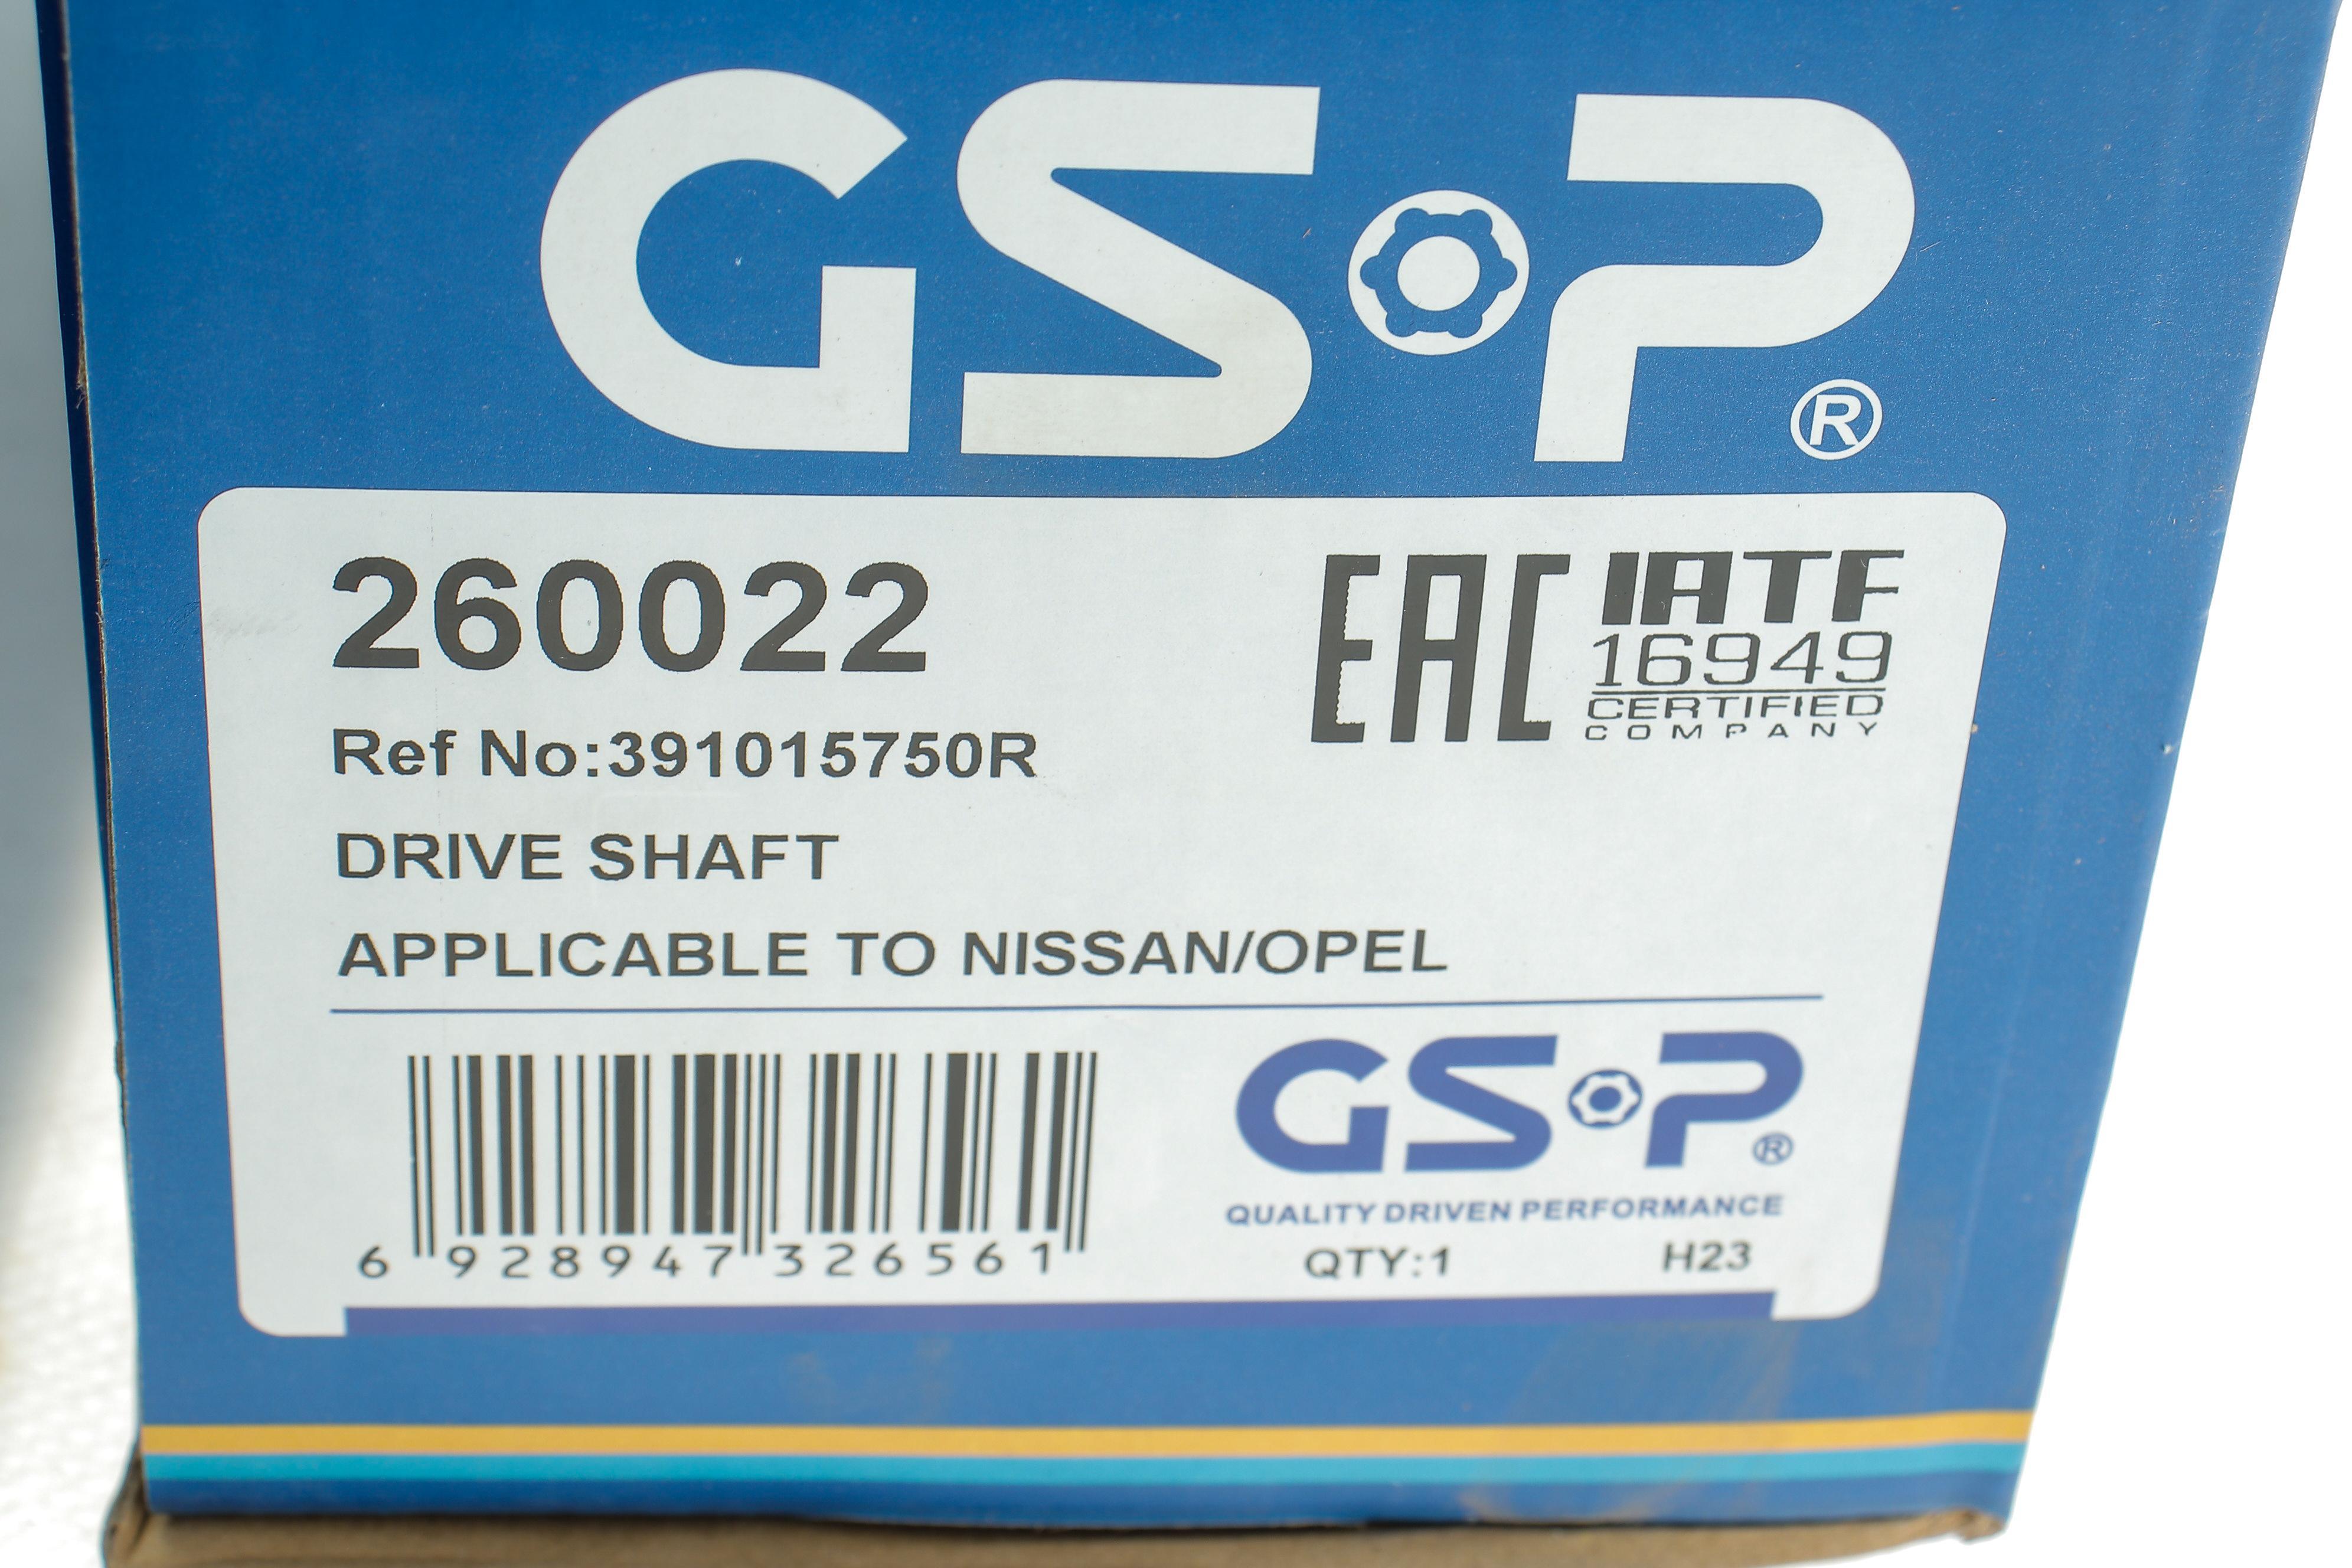 GSP®
260022
EAC
IATF
16949
CERTIFIED
COMPANY
Ref No:391015750R
DRIVE SHAFT
APPLICABLE TO NISSAN/OPEL
GSP®
QUALITY DRIVEN PERFORMANCE
6 928947 326561
QTY:1 H23